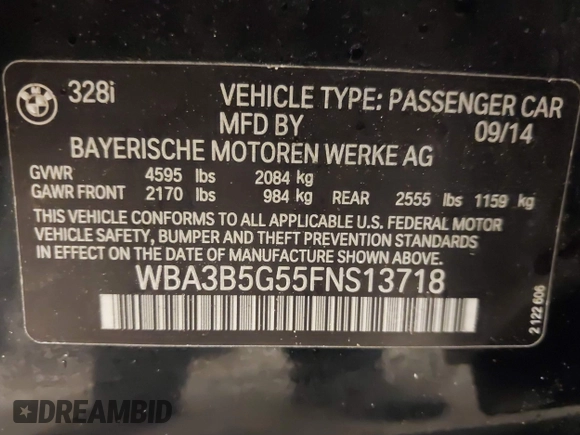 328i VEHICLE TYPE: PASSENGER CAR
MFD BY 09/14
BAYERISCHE MOTOREN WERKE AG
GVWR 4595 lbs 2084 kg
GAWR FRONT 2170 lbs 984 kg REAR 2555 lbs 1159 kg
THIS VEHICLE CONFORMS TO ALL APPLICABLE U.S. FEDERAL MOTOR
VEHICLE SAFETY, BUMPER AND THEFT PREVENTION STANDARDS
IN EFFECT ON THE DATE OF MANUFACTURE SHOWN ABOVE.
WBA3B5G55FNS13718
2 122 606
DREAMBID